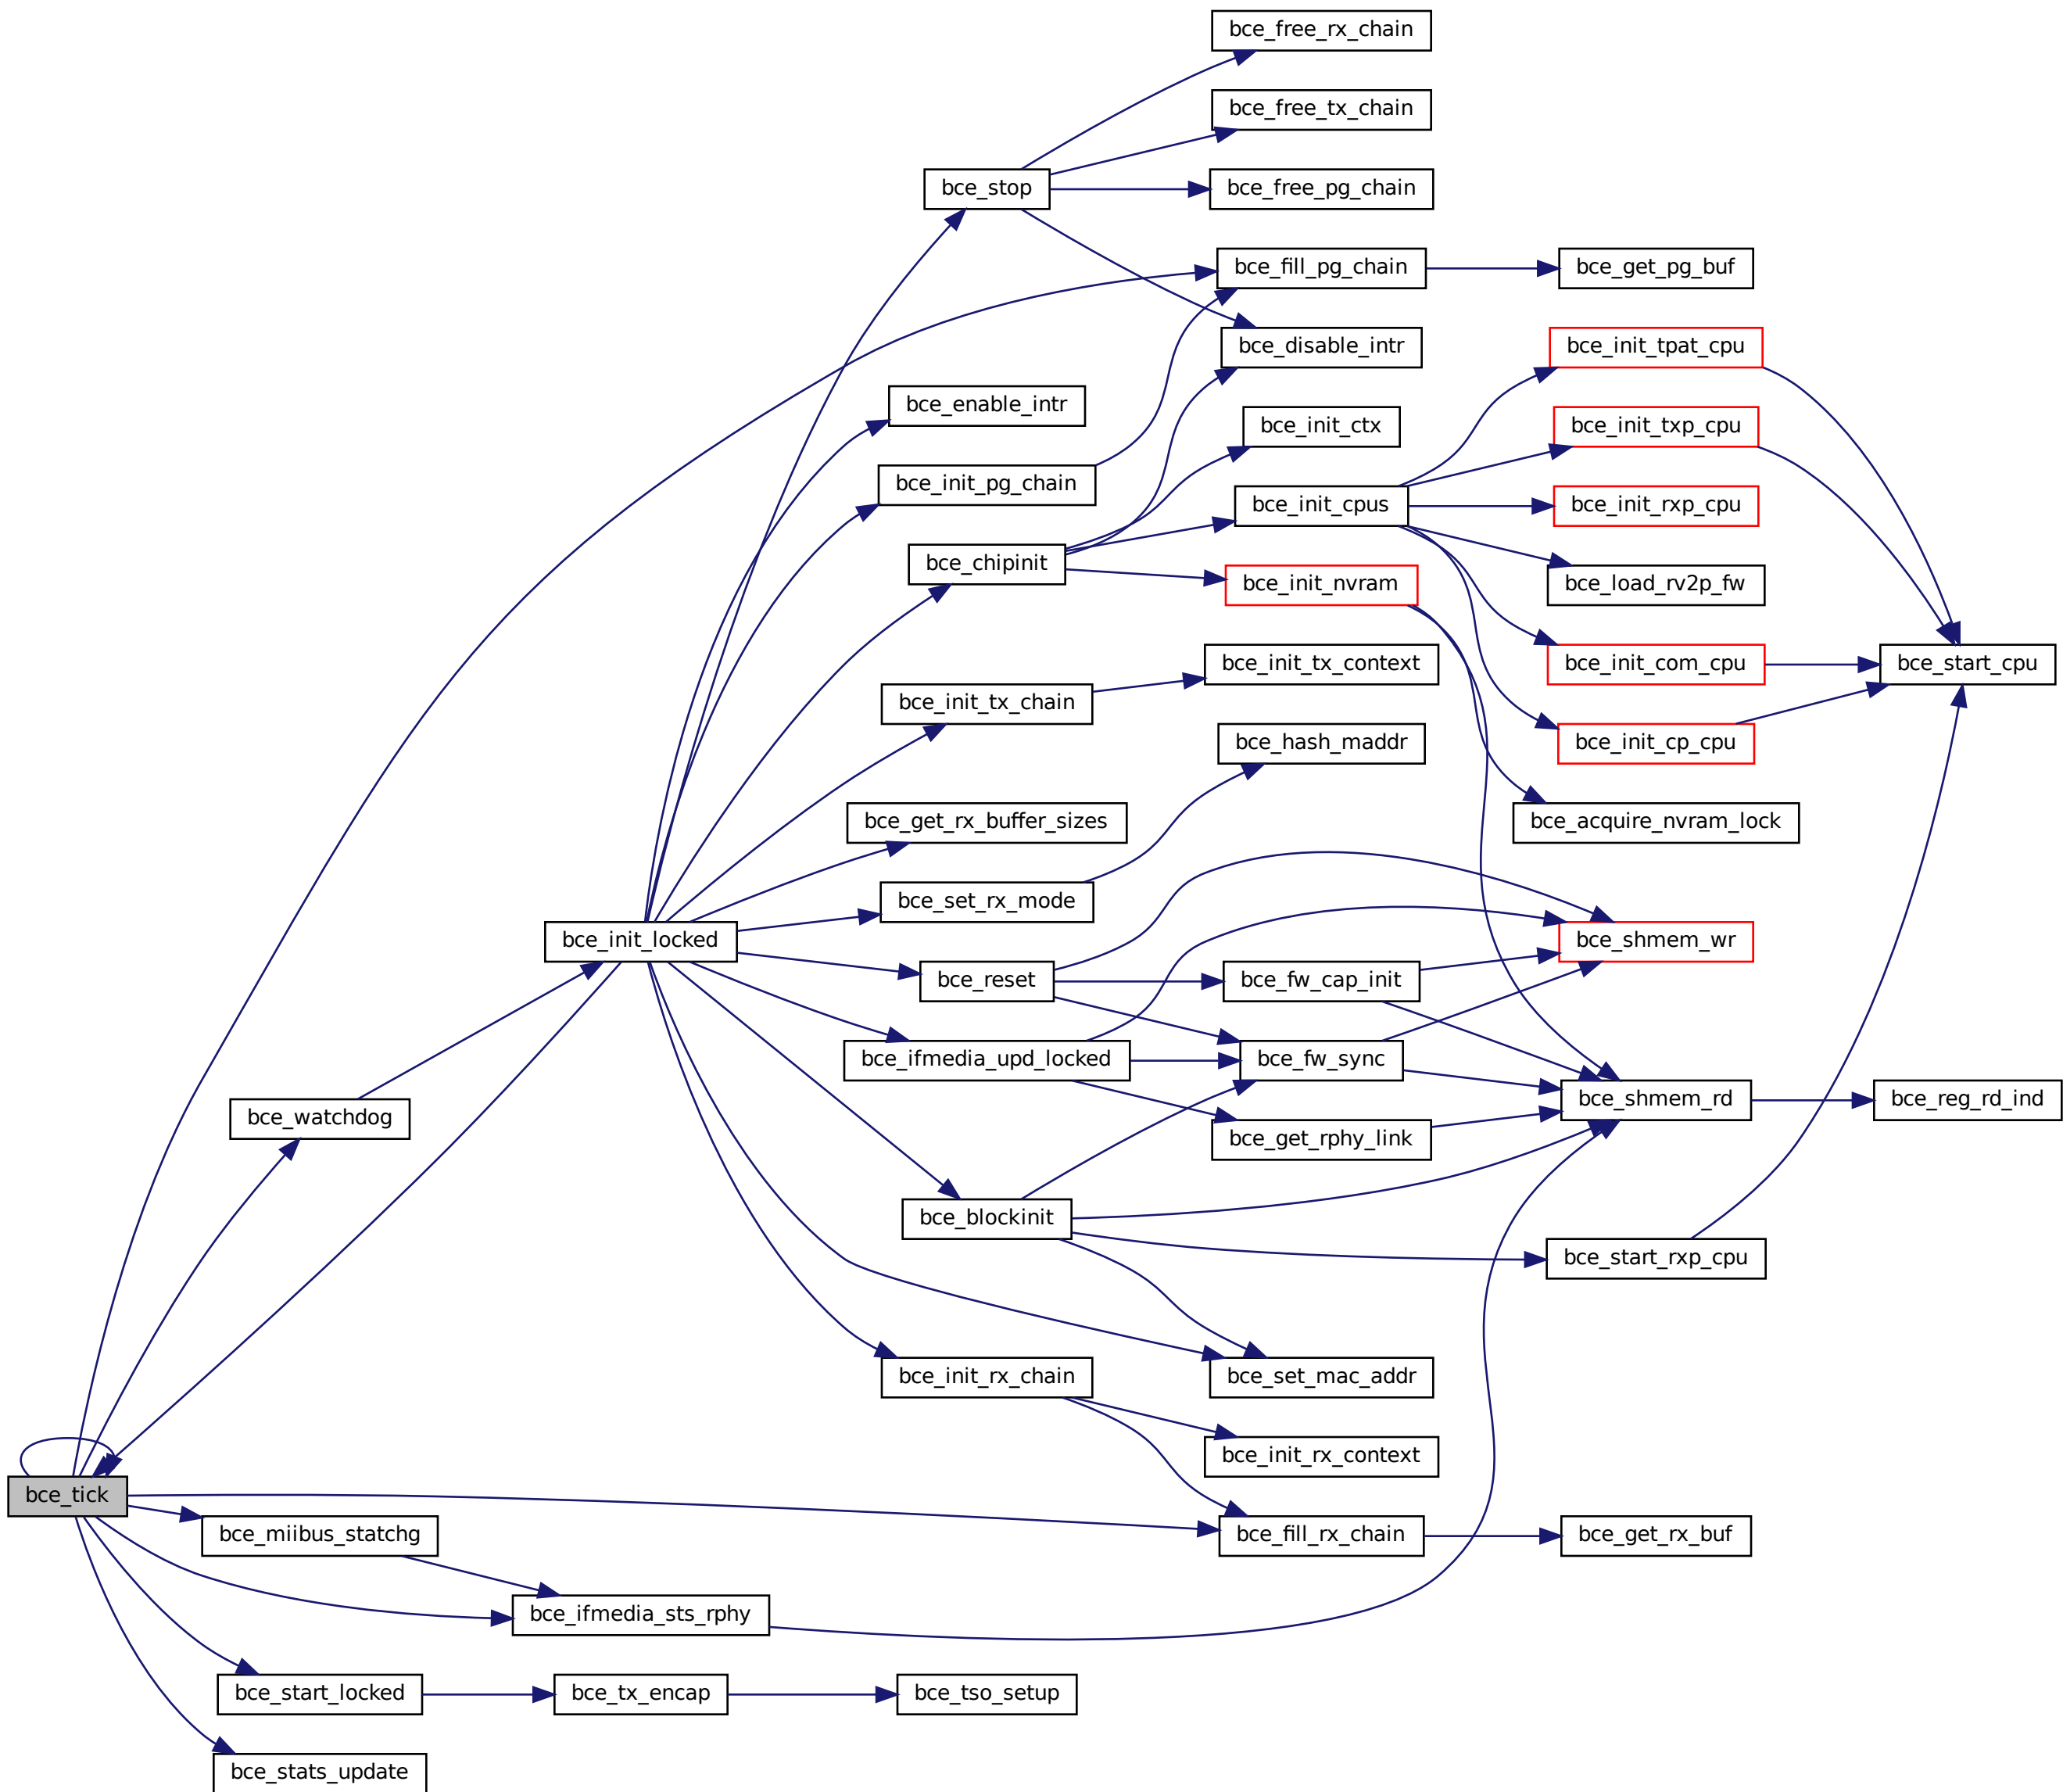 bce_free_rx_chain
bce_free_tx_chain
bce_stop
bce_free_pg_chain
bce_fill_pg_chain
bce_get_pg_buf
bce_disable_intr
bce_init_tpat_cpu
bce_enable_intr
bce_init_ctx
bce_init_txp_cpu
bce_init_pg_chain
bce_init_cpus
bce_init_rxp_cpu
bce_chipinit
bce_init_nvram
bce_load_rv2p_fw
bce_init_tx_context
bce_init_com_cpu
bce_start_cpu
bce_init_tx_chain
bce_hash_maddr
bce_init_cp_cpu
bce_get_rx_buffer_sizes
bce_acquire_nvram_lock
bce_set_rx_mode
bce_init_locked
bce_shmem_wr
bce_reset
bce_fw_cap_init
bce_ifmedia_upd_locked
bce_fw_sync
bce_shmem_rd
bce_reg_rd_ind
bce_watchdog
bce_get_rphy_link
bce_blockinit
bce_start_rxp_cpu
bce_init_rx_chain
bce_set_mac_addr
bce_init_rx_context
bce_tick
bce_miibus_statchg
bce_fill_rx_chain
bce_get_rx_buf
bce_ifmedia_sts_rphy
bce_start_locked
bce_tx_encap
bce_tso_setup
bce_stats_update